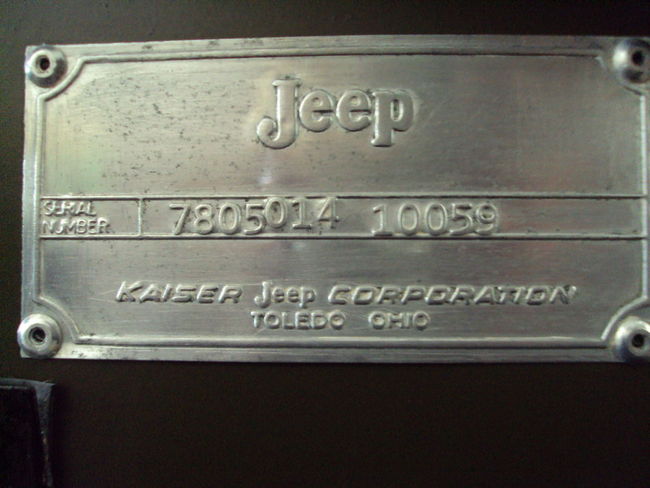 Jeep
SERIAL
NUMBER
7805014 10059
KAISER Jeep CORPORATION
TOLEDO OHIO